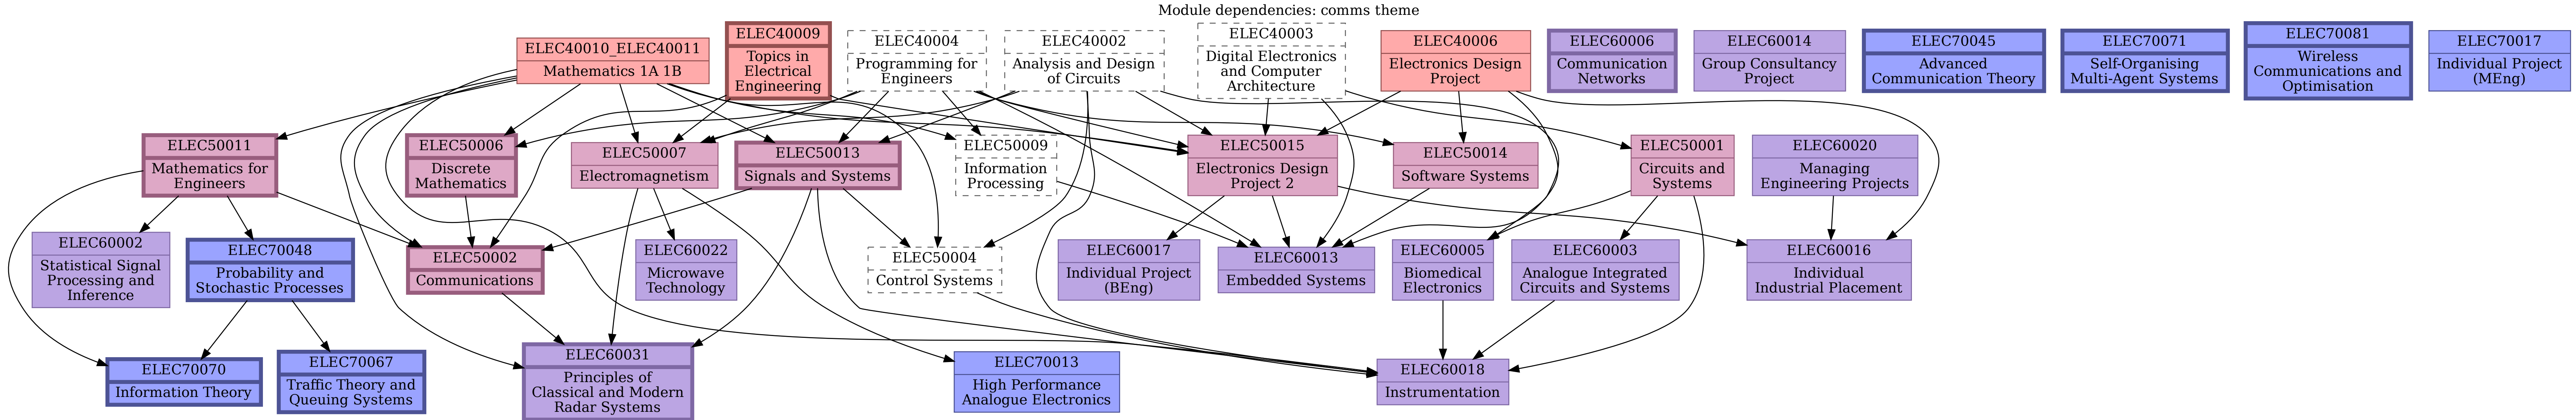 Module dependencies: comms theme
ELEC40010_ELEC40011
Mathematics 1A 1B
ELEC40009
Topics in
Electrical
Engineering
ELEC40004
Programming for
Engineers
ELEC40002
Analysis and Design
of Circuits
ELEC40003
Digital Electronics
and Computer
Architecture
ELEC40006
Electronics Design
Project
ELEC60006
Communication
Networks
ELEC60014
Group Consultancy
Project
ELEC70045
Advanced
Communication Theory
ELEC70071
Self-Organising
Multi-Agent Systems
ELEC70081
Wireless
Communications and
Optimisation
ELEC70017
Individual Project
(MEng)
ELEC50011
Mathematics for
Engineers
ELEC50006
Discrete
Mathematics
ELEC50007
Electromagnetism
ELEC50013
Signals and Systems
ELEC50009
Information
Processing
ELEC50015
Electronics Design
Project 2
ELEC50014
Software Systems
ELEC50001
Circuits and
Systems
ELEC60020
Managing
Engineering Projects
ELEC60002
Statistical Signal
Processing and
Inference
ELEC70048
Probability and
Stochastic Processes
ELEC50002
Communications
ELEC60022
Microwave
Technology
ELEC50004
Control Systems
ELEC60017
Individual Project
(BEng)
ELEC60013
Embedded Systems
ELEC60005
Biomedical
Electronics
ELEC60003
Analogue Integrated
Circuits and Systems
ELEC60016
Individual
Industrial Placement
ELEC70070
Information Theory
ELEC70067
Traffic Theory and
Queuing Systems
ELEC60031
Principles of
Classical and Modern
Radar Systems
ELEC70013
High Performance
Analogue Electronics
ELEC60018
Instrumentation